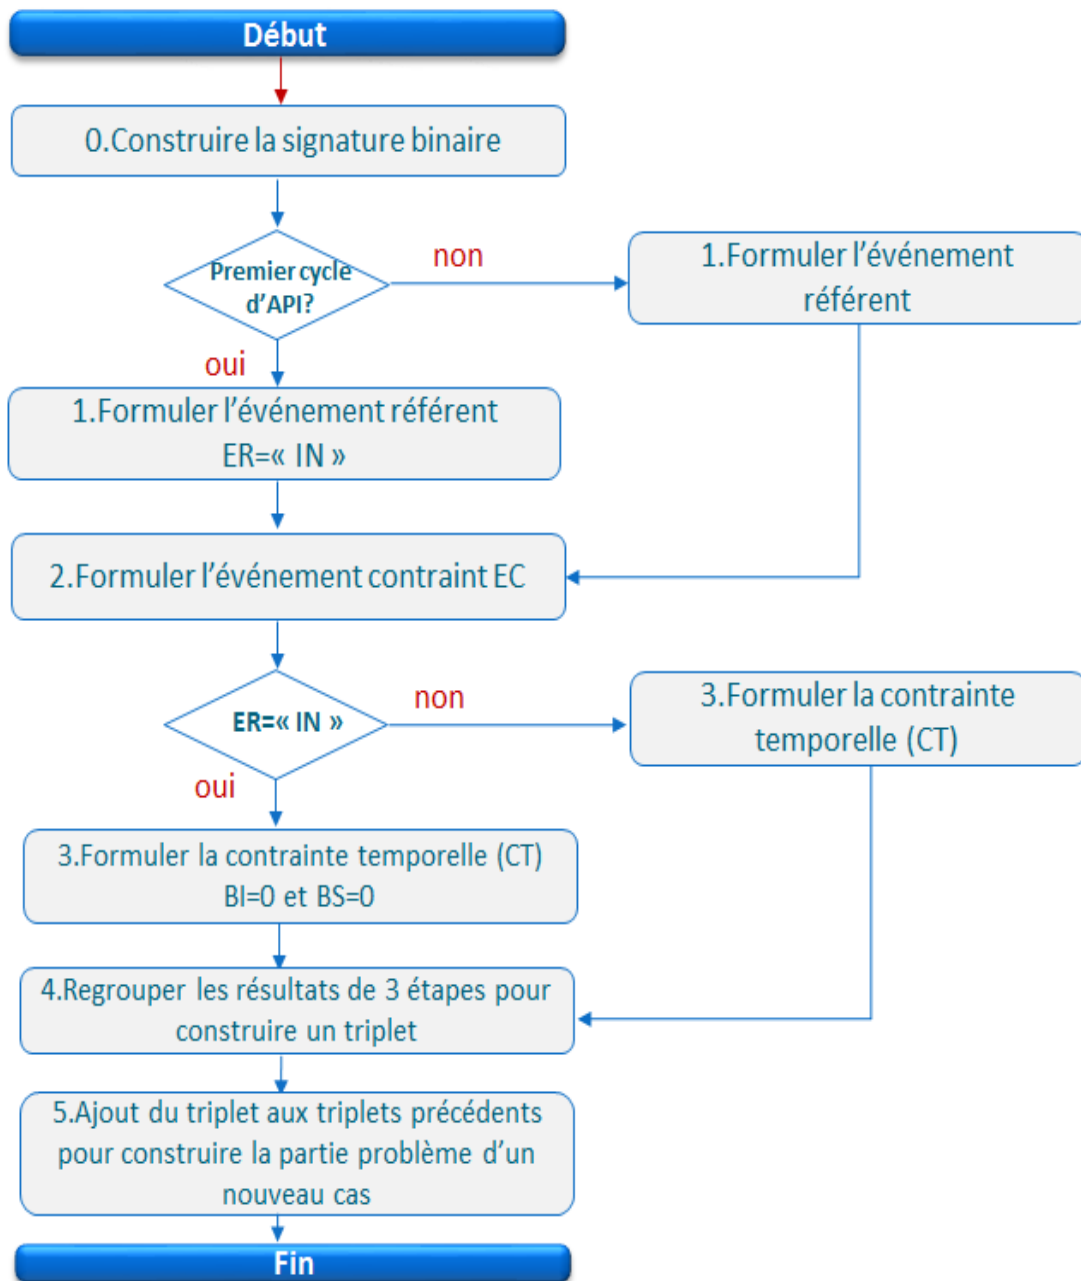 Début
0.Construire la signature binaire
Premier cycle
d’API?
non
1.Formuler l’événement
référent
oui
1.Formuler l’événement référent
ER=« IN »
2.Formuler l’événement contraint EC
ER=« IN »
non
3.Formuler la contrainte
temporelle (CT)
oui
3.Formuler la contrainte temporelle (CT)
BI=0 et BS=0
4.Regrouper les résultats de 3 étapes pour
construire un triplet
5.Ajout du triplet aux triplets précédents
pour construire la partie problème d’un
nouveau cas
Fin